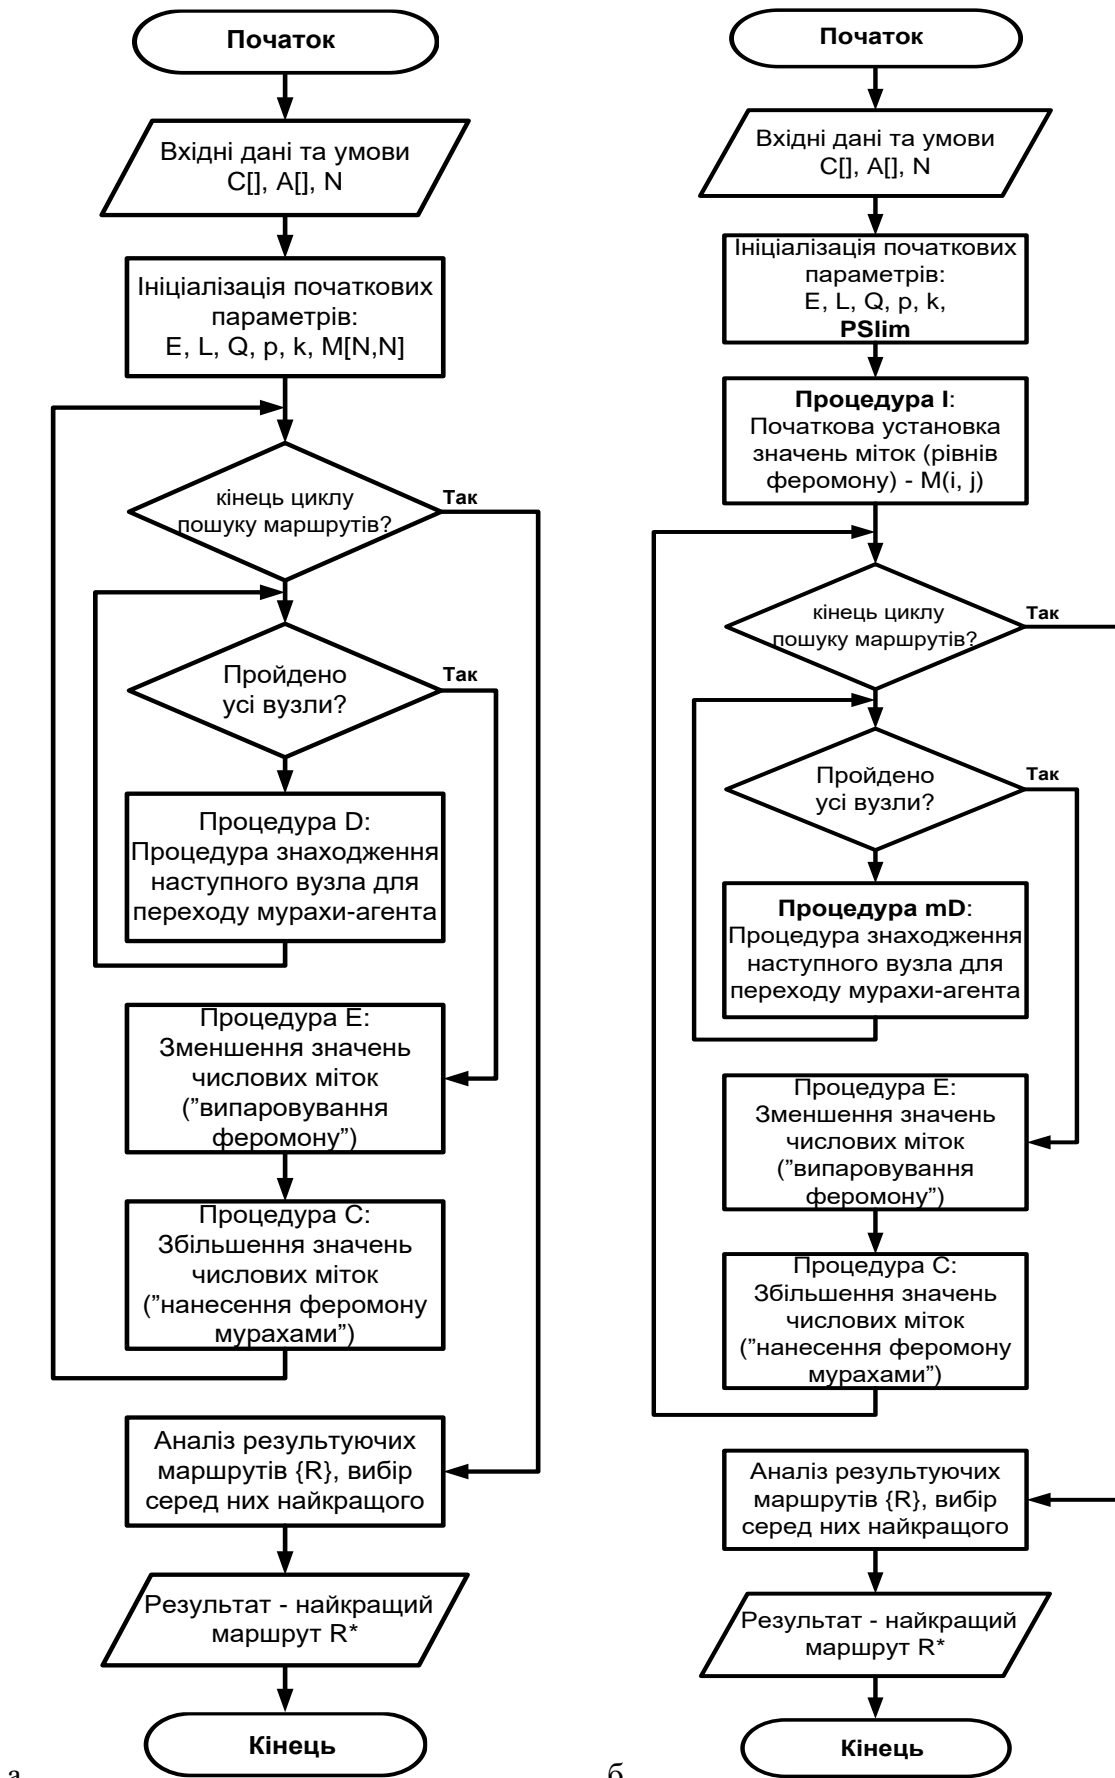 Початок
Вхідні дані та умови
C[], A[], N
Ініціалізація початкових
параметрів:
E, L, Q, p, k, M[N,N]
кінець циклу
пошуку маршрутів?
Так
Пройдено
усі вузли?
Так
Процедура D:
Процедура знаходження
наступного вузла для
переходу мурахи-агента
Процедура E:
Зменшення значень
числових міток
(”випаровування
феромону”)
Процедура C:
Збільшення значень
числових міток
(”нанесення феромону
мурахами”)
Аналіз результуючих
маршрутів {R}, вибір
серед них найкращого
Результат - найкращий
маршрут R*
Кінець
а
Початок
Вхідні дані та умови
C[], A[], N
Ініціалізація початкових
параметрів:
E, L, Q, p, k,
PSlim
Процедура I:
Початкова установка
значень міток (рівнів
феромону) - M(i, j)
кінець циклу
пошуку маршрутів?
Так
Пройдено
усі вузли?
Так
Процедура mD:
Процедура знаходження
наступного вузла для
переходу мурахи-агента
Процедура E:
Зменшення значень
числових міток
(”випаровування
феромону”)
Процедура C:
Збільшення значень
числових міток
(”нанесення феромону
мурахами”)
Аналіз результуючих
маршрутів {R}, вибір
серед них найкращого
Результат - найкращий
маршрут R*
Кінець
б